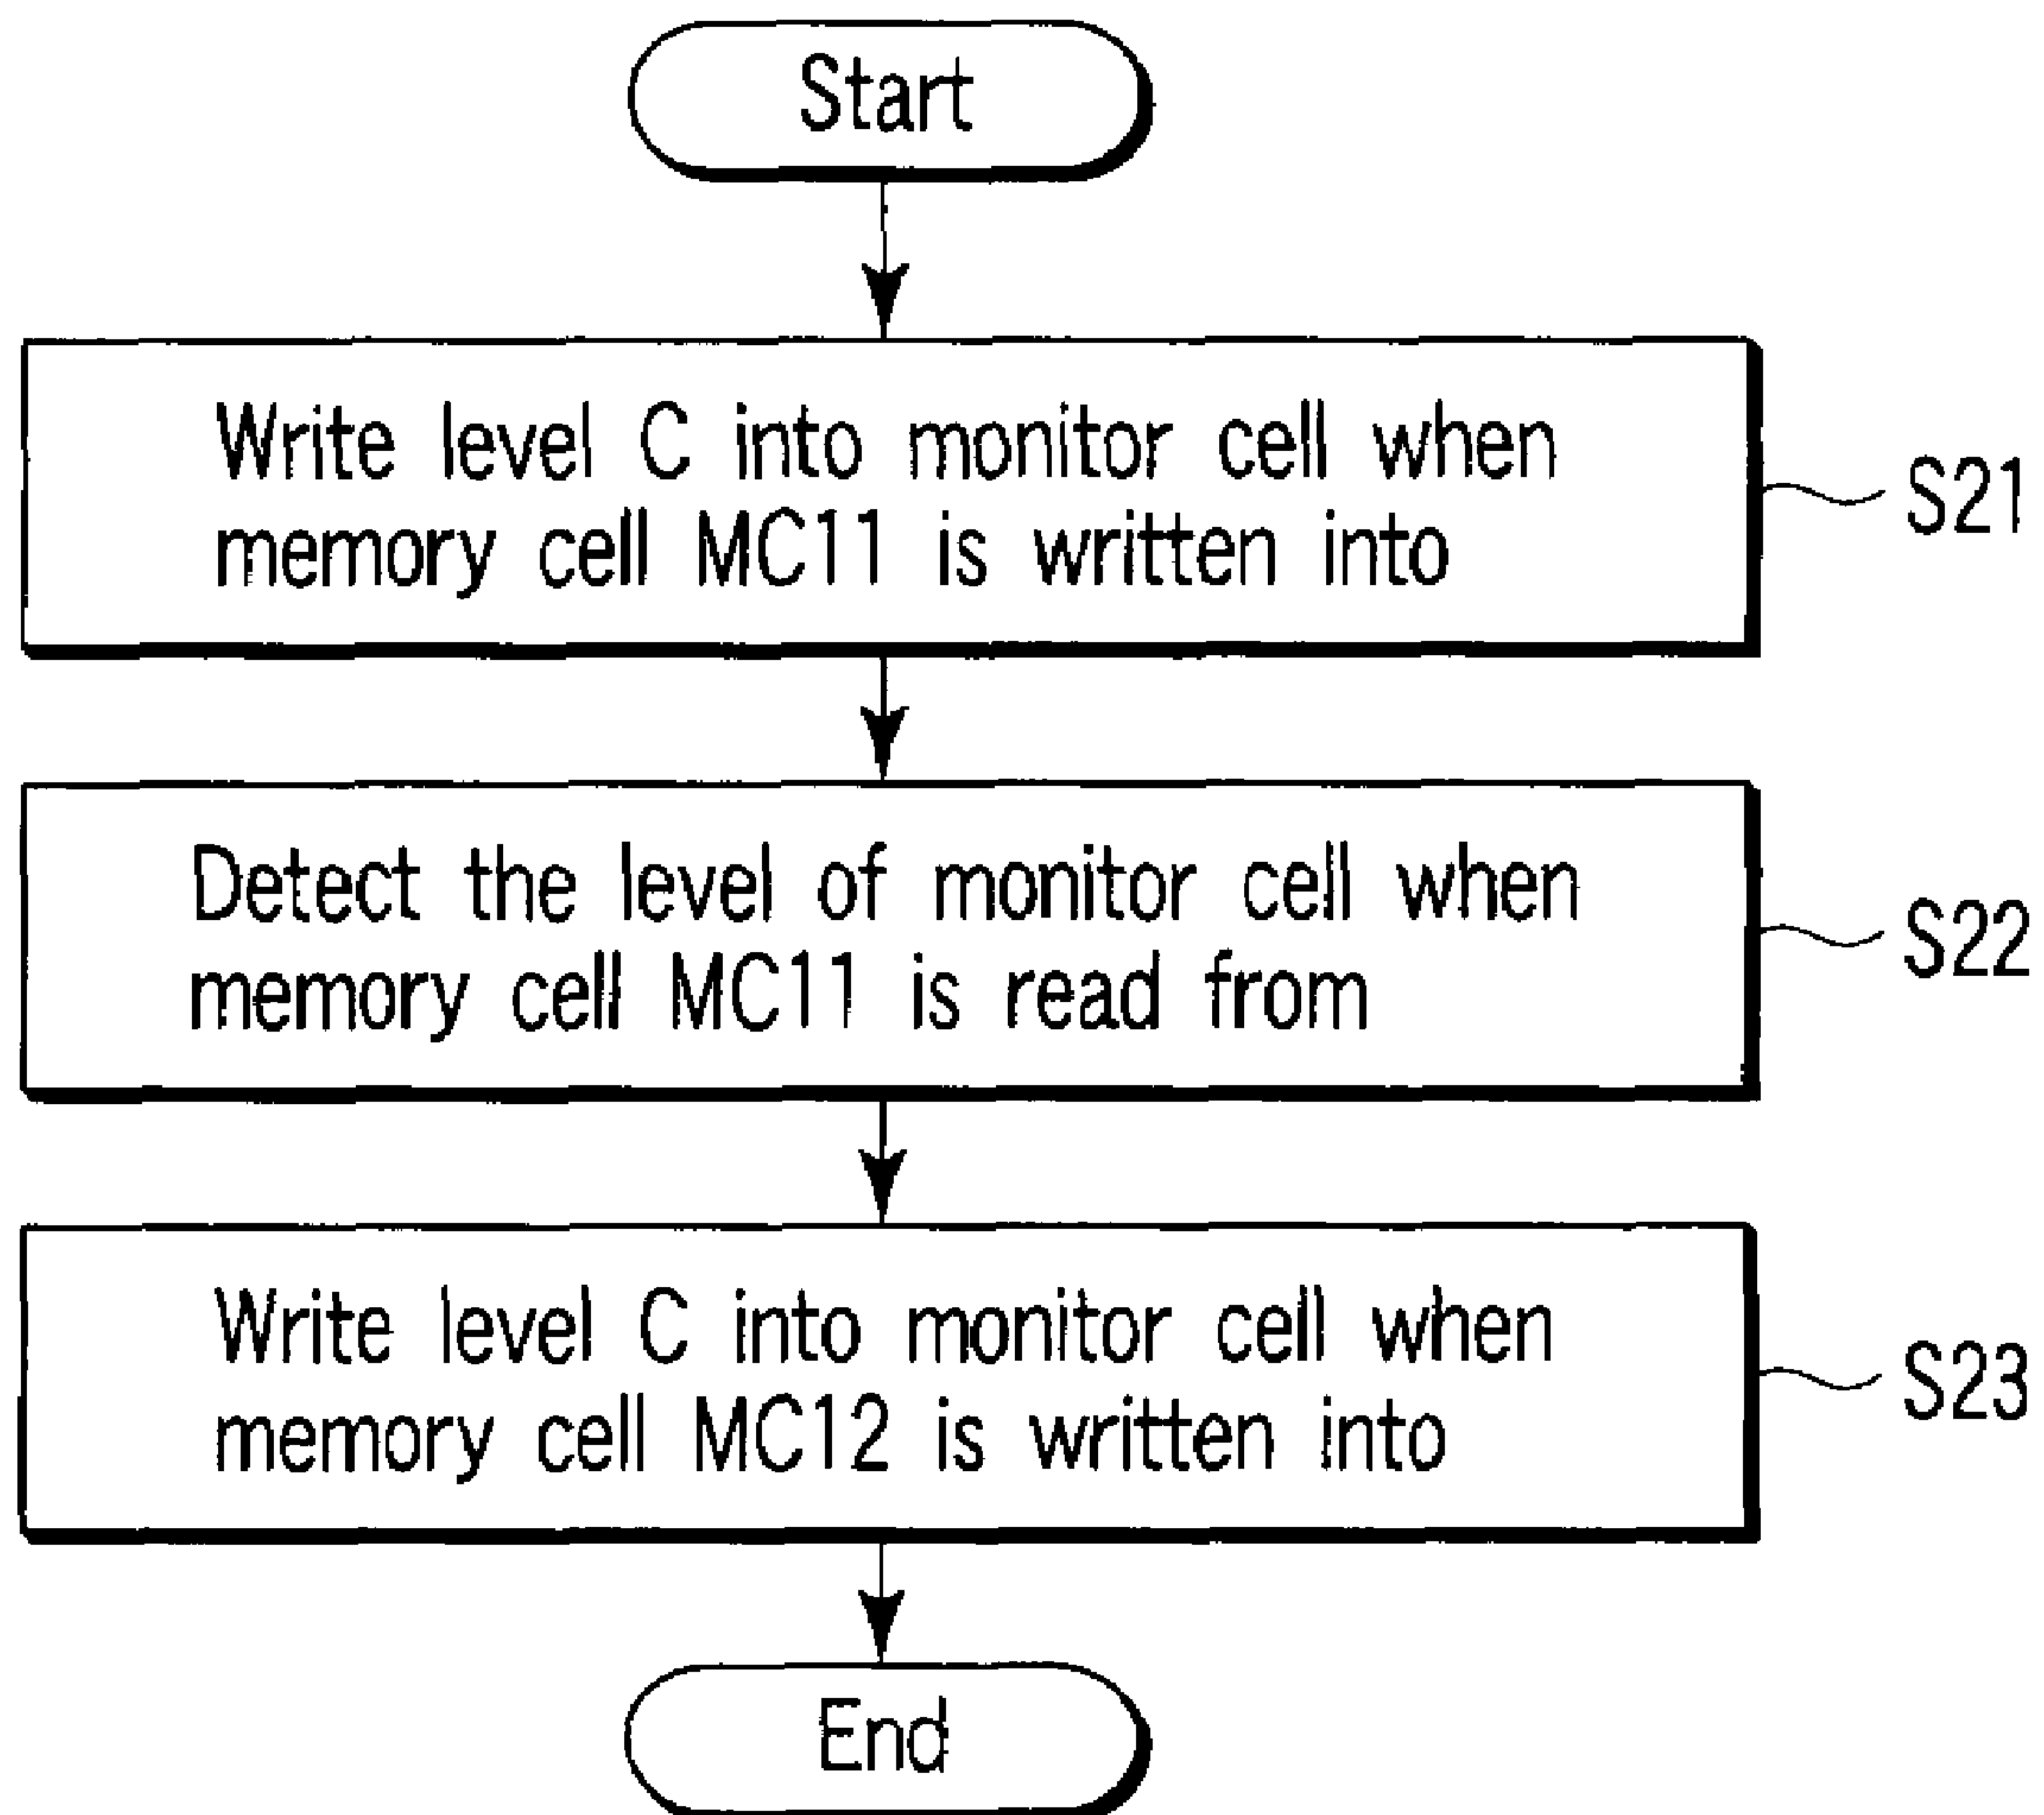 Start
Write level C into monitor cell when
memory cell MC11 is written into
S21
Detect the level of monitor cell when
memory cell MC11 is read from
S22
Write level C into monitor cell when
memory cell MC12 is written into
S23
End